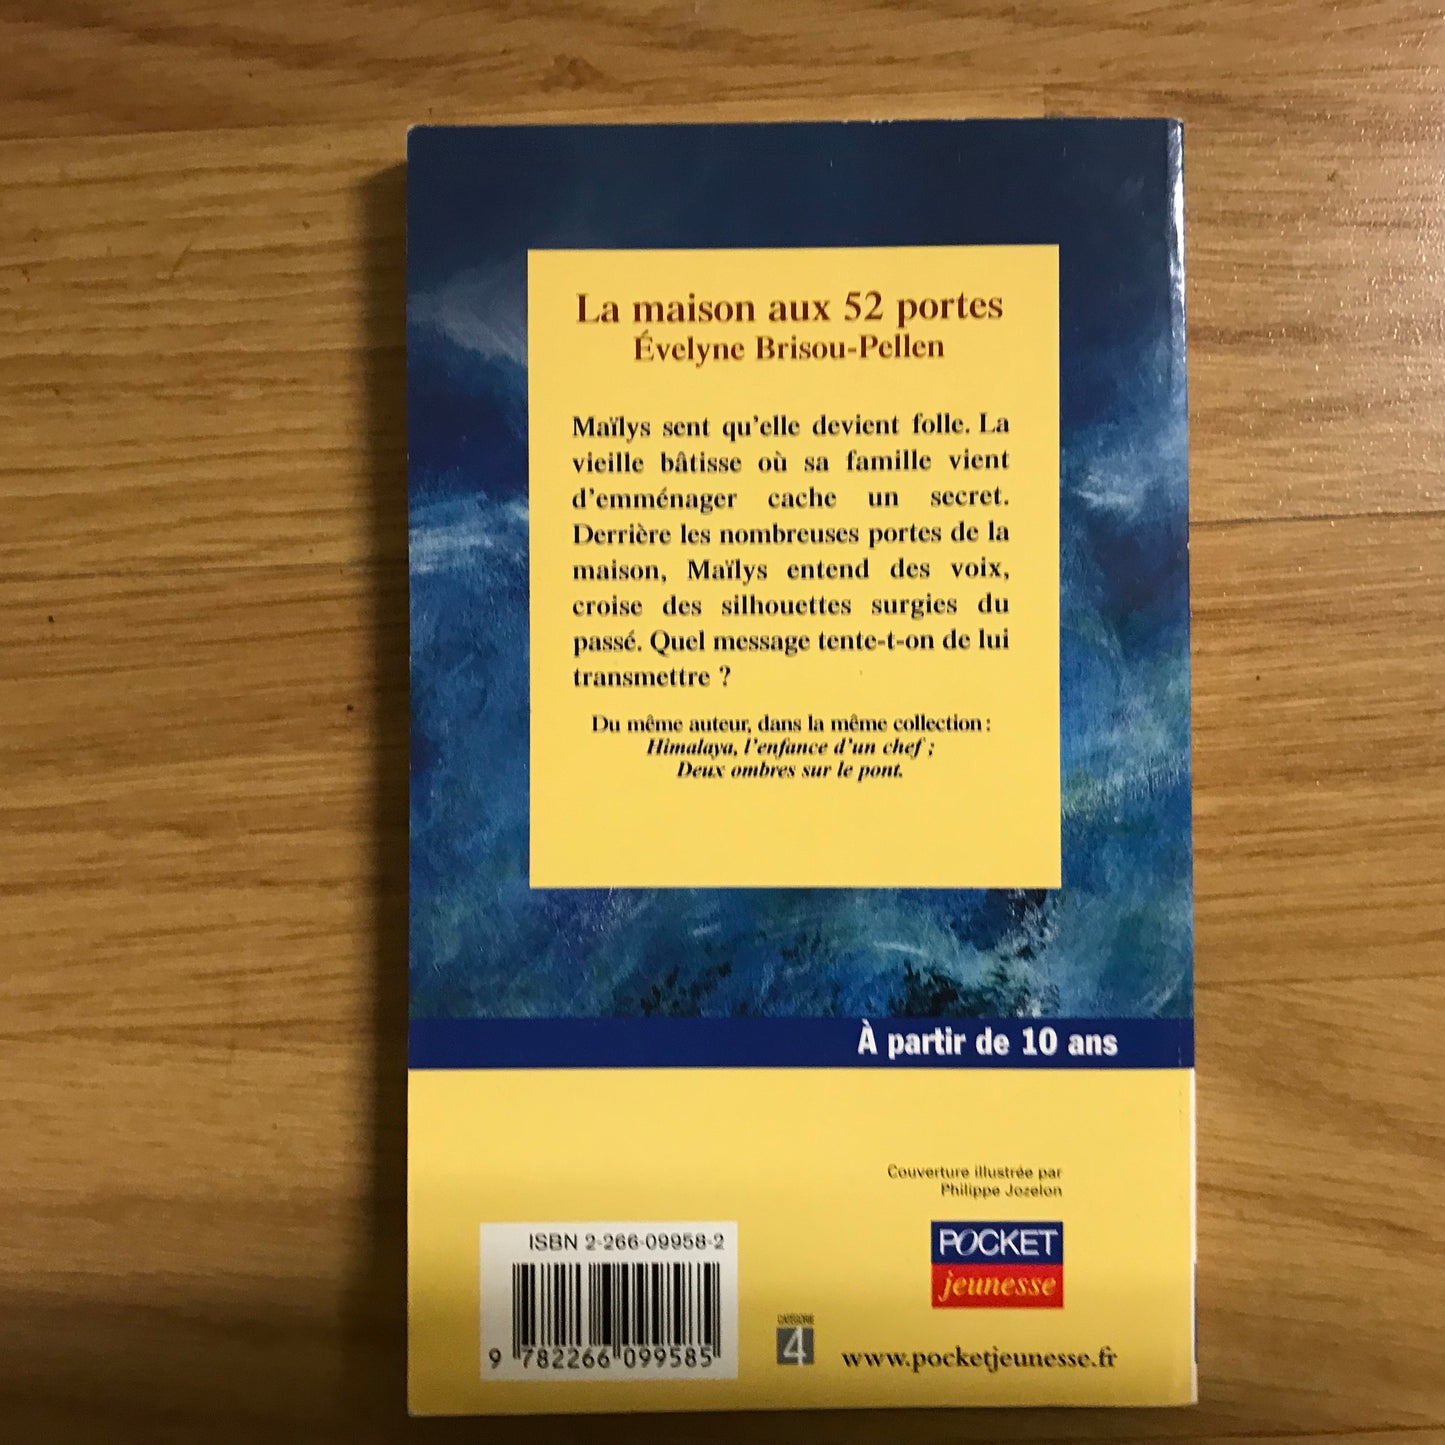 La maison aux 52 portes
Évelyne Brisou-Pellen
Maïlys sent qu'elle devient folle. La
vieille bâtisse où sa famille vient
d'emménager cache un secret.
Derrière les nombreuses portes de la
maison, Maïlys entend des voix,
croise des silhouettes surgies du
passé. Quel message tente-t-on de lui
transmettre ?
Du même auteur, dans la même collection :
Himalaya, l'enfance d'un chef ;
Deux ombres sur le pont.
À partir de 10 ans
Couverture illustrée par
Philippe Jozelon
ISBN 2-266-09958-2
9 782266 099585
CATÉGORIE
4
POCKET
jeunesse
www.pocketjeunesse.fr